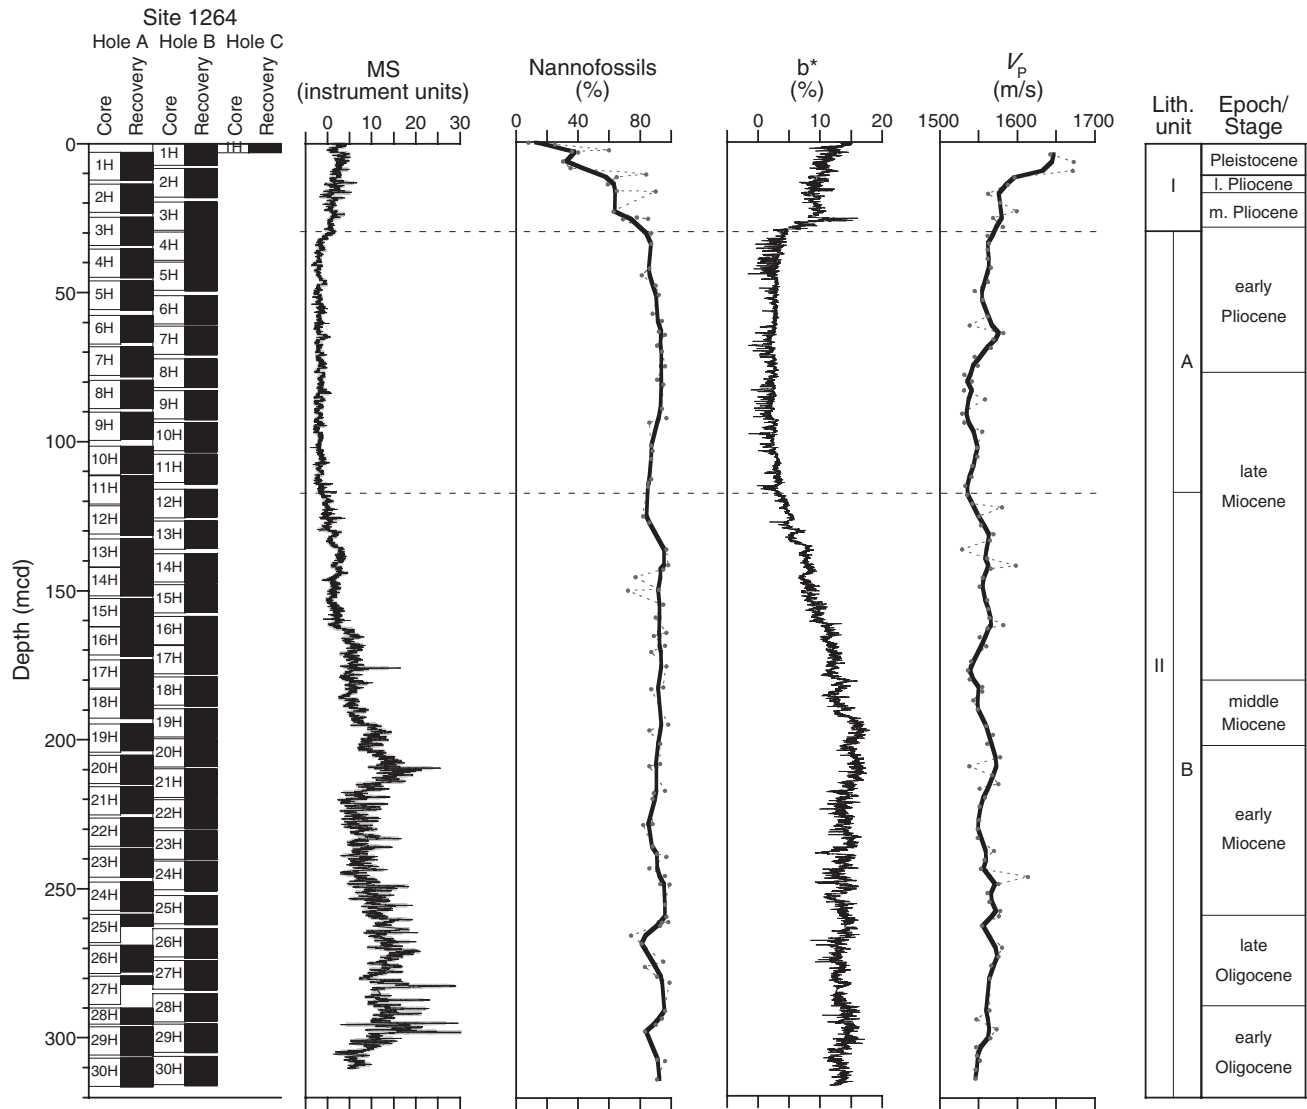 Site 1264
Hole A Hole B Hole C
Core Recovery Core Recovery Core Recovery
MS
(instrument units)
Nannofossils
(%)
b*
(%)
VP
(m/s)
Lith.
unit
Epoch/
Stage
0 10 20 30
0 40 80
0 10 20
1500 1600 1700
Depth (mcd)
0
50
100
150
200
250
300
1H
2H
3H
4H
5H
6H
7H
8H
9H
10H
11H
12H
13H
14H
15H
16H
17H
18H
19H
20H
21H
22H
23H
24H
25H
26H
27H
28H
29H
30H
1H
2H
3H
4H
5H
6H
7H
8H
9H
10H
11H
12H
13H
14H
15H
16H
17H
18H
19H
20H
21H
22H
23H
24H
25H
26H
27H
28H
29H
30H
1H
I
II
A
B
Pleistocene
l. Pliocene
m. Pliocene
early
Pliocene
late
Miocene
middle
Miocene
early
Miocene
late
Oligocene
early
Oligocene